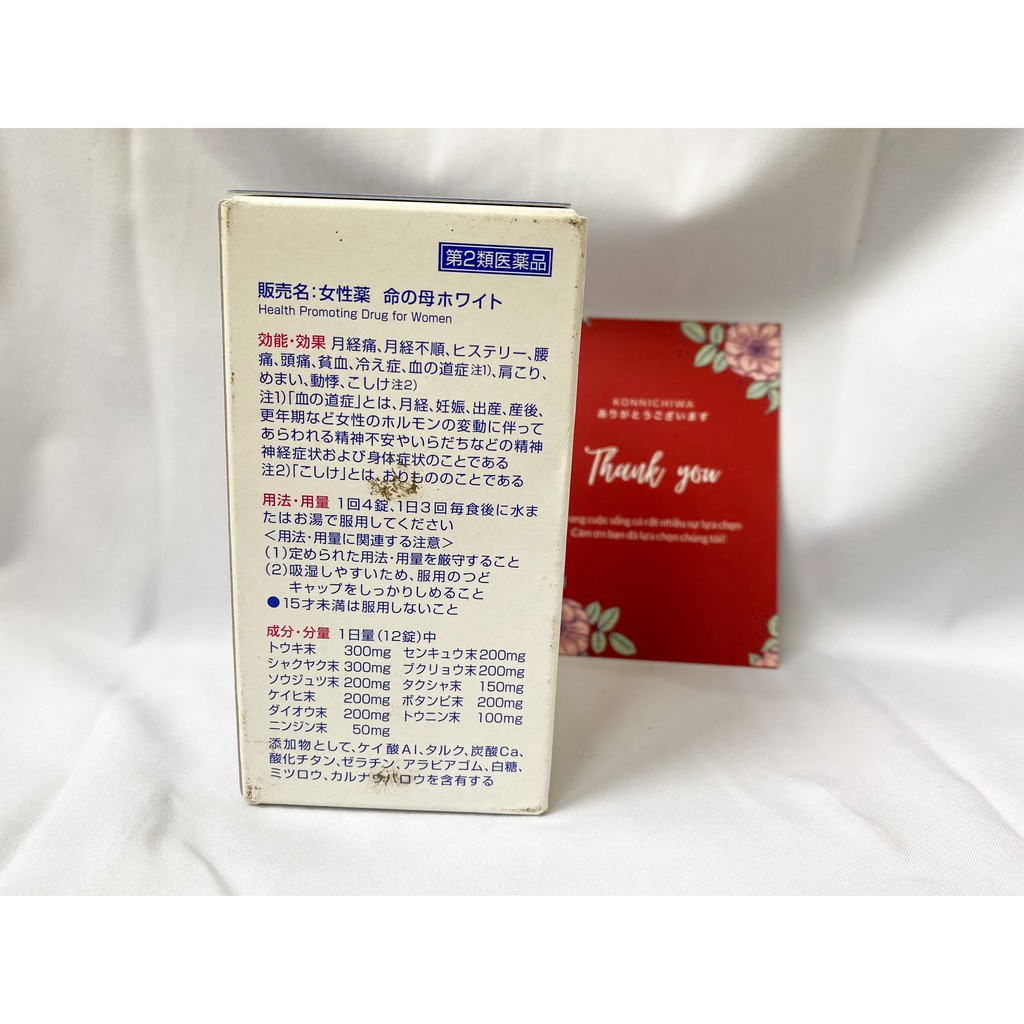 第2類医薬品
販売名:女性薬 命の母ホワイト
Health Promoting Drug for Women
効能・効果 月経痛、月経不順、ヒステリー、腰
痛、頭痛、貧血、冷え症、血の道症注1)、肩こり、
めまい、動悸、こしけ注2)
注1)「血の道症」とは、月経、妊娠、出産、産後、
更年期など女性のホルモンの変動に伴って
あらわれる精神不安やいらだちなどの精神
神経症状および身体症状のことである
注2)「こしけ」とは、おりもののことである
用法・用量 1回4錠、1日3回毎食後に水ま
たはお湯で服用してください
<用法・用量に関連する注意>
(1)定められた用法・用量を厳守すること
(2)吸湿しやすいため、服用のつど
キャップをしっかりしめること
●15才未満は服用しないこと
成分・分量 1日量(12錠)中
トウキ末 300mg センキュウ末200mg
シャクヤク末300mg ブクリョウ末200mg
ソウジュツ末200mg タクシャ末 150mg
ケイヒ末 200mg ボタンピ末 200mg
ダイオウ末 200mg トウニン末 100mg
ニンジン末 50mg
添加物として、ケイ酸Al、タルク、炭酸Ca、
酸化チタン、ゼラチン、アラビアゴム、白糖、
ミツロウ、カルナウバロウを含有する
KONNICHIWA
ありがとうございます
Thank you
cuộc sống có rất nhiều sự lựa chọn
Cảm ơn bạn đã lựa chọn chúng tôi!